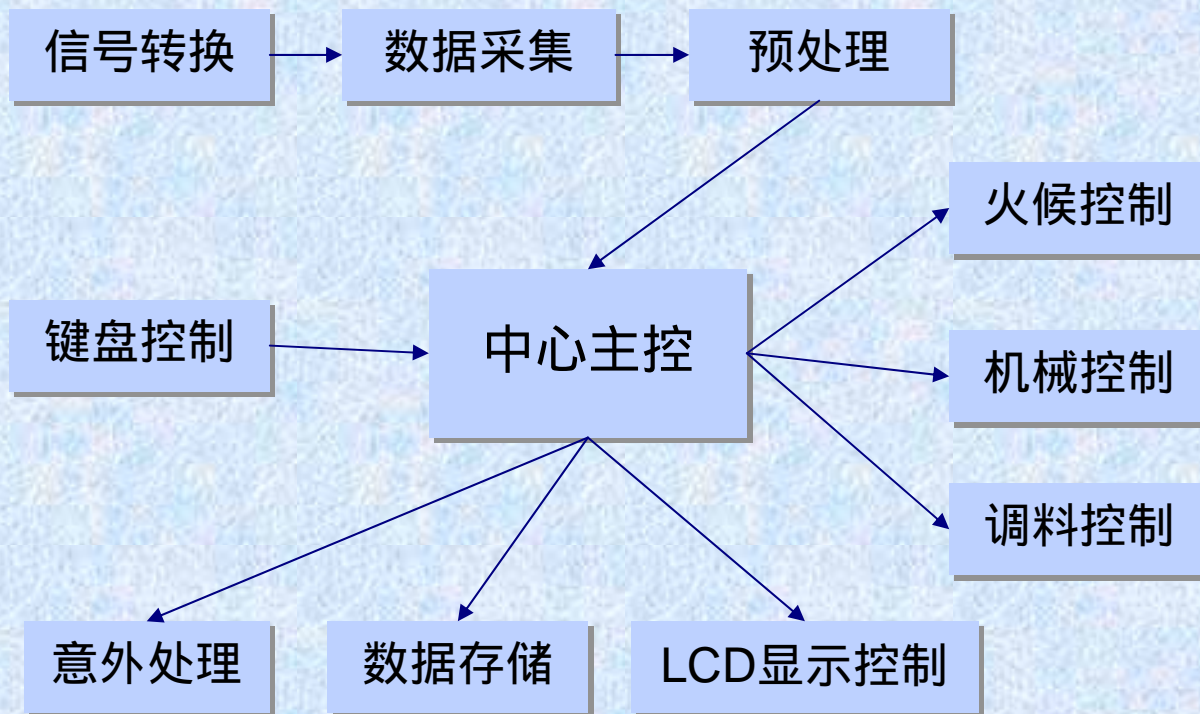 信号转换
数据采集
预处理
火候控制
键盘控制
中心主控
机械控制
调料控制
意外处理
数据存储
LCD显示控制